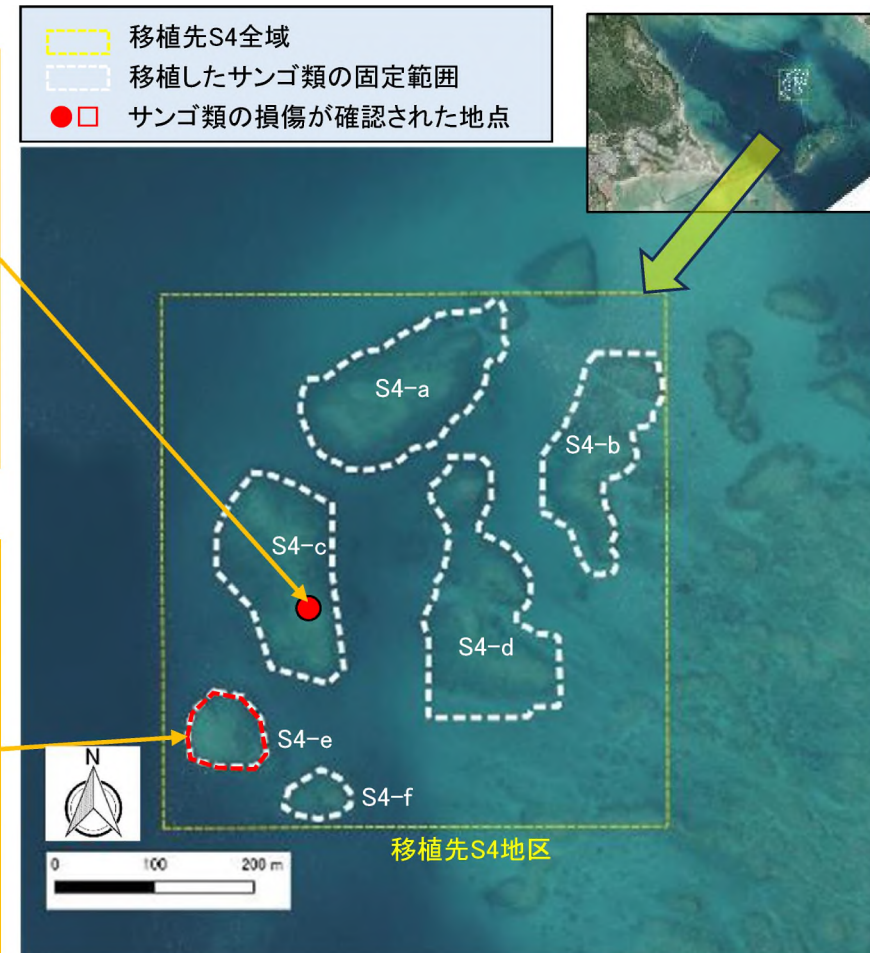 移植先S4全域
移植したサンゴ類の固定範囲
サンゴ類の損傷が確認された地点
S4-a
S4-b
S4-c
S4-d
S4-e
S4-f
移植先S4地区
N
0 100 200 m